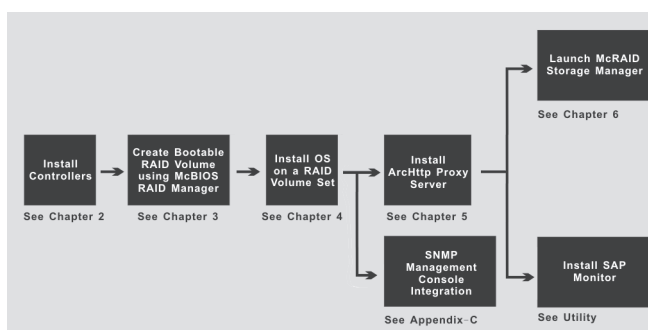 Install
Controllers
See Chapter 2
Create Bootable
RAID Volume
using McBIOS
RAID Manager
See Chapter 3
Install OS
on a RAID
Volume Set
See Chapter 4
Install
ArcHttp Proxy
Server
See Chapter 5
SNMP
Management
Console
Integration
See Appendix-C
Launch McRAID
Storage Manager
See Chapter 6
Install SAP
Monitor
See Utility